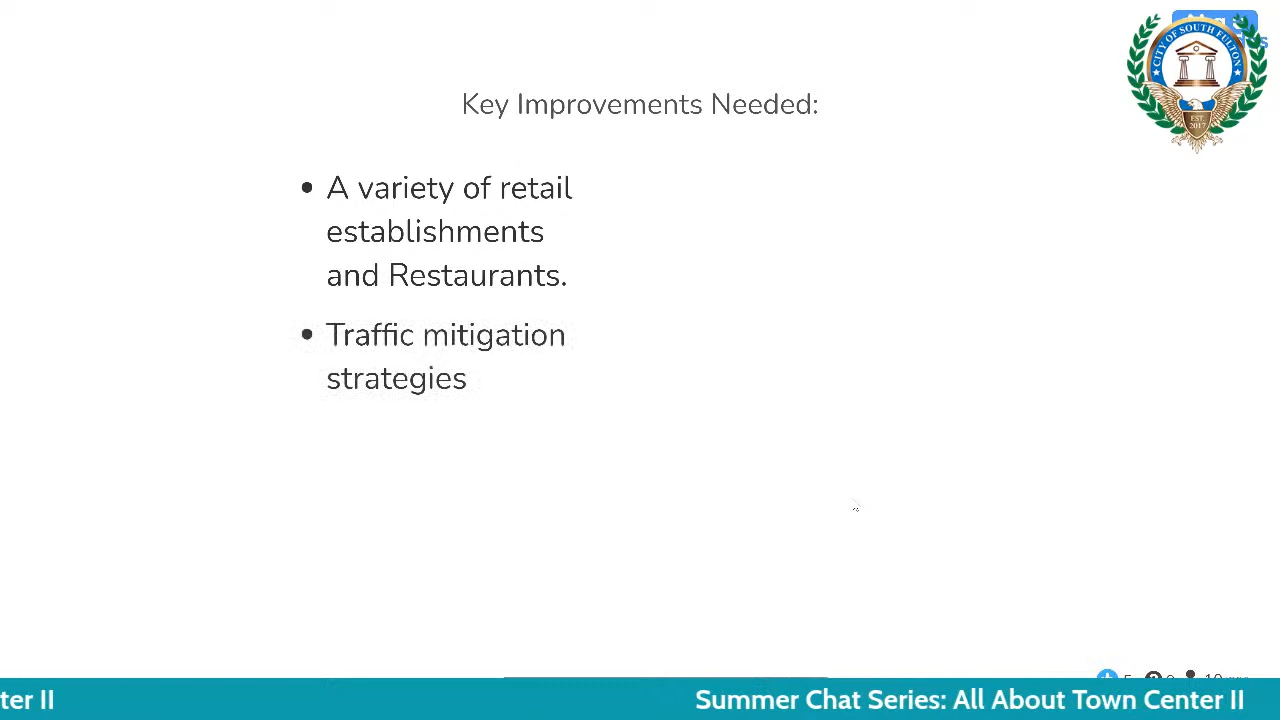 CITY OF SOUTH FULTON
EST.
2017
Key Improvements Needed:
• A variety of retail
establishments
and Restaurants.
• Traffic mitigation
strategies
ter II
Summer Chat Series: All About Town Center II